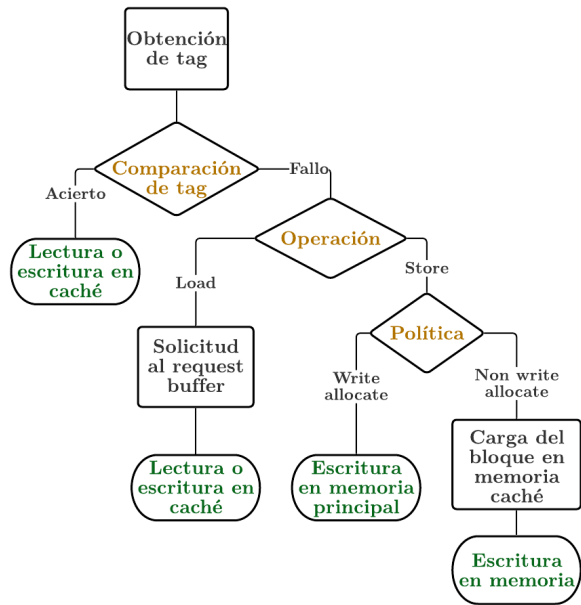 Obtención
de tag
Comparación
de tag
Acierto
Fallo
Lectura o
escritura en
caché
Operación
Load
Store
Solicitud
al request
buffer
Política
Write
allocate
Non write
allocate
Lectura o
escritura en
caché
Escritura
en memoria
principal
Carga del
bloque en
memoria
caché
Escritura
en memoria